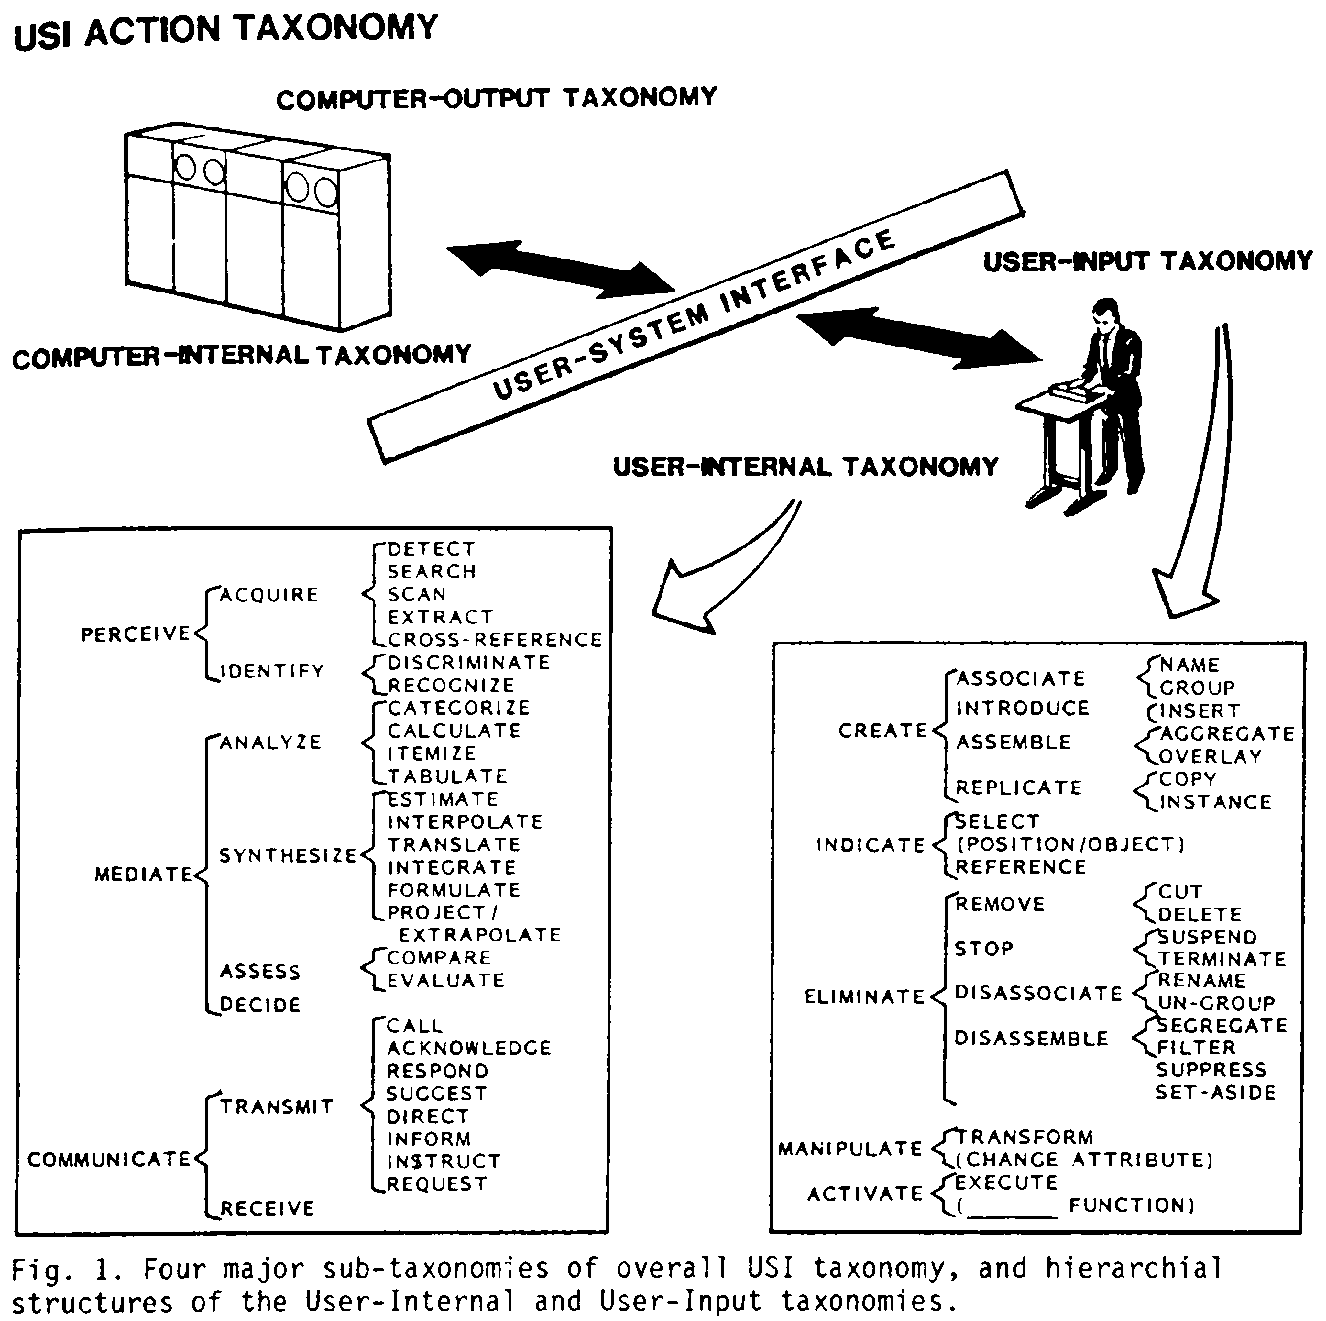 USI ACTION TAXONOMY
COMPUTER-OUTPUT TAXONOMY
USER-SYSTEM INTERFACE
USER-INPUT TAXONOMY
COMPUTER-INTERNAL TAXONOMY
USER-INTERNAL TAXONOMY
PERCEIVE
ACQUIRE
DETECT
SEARCH
SCAN
EXTRACT
CROSS-REFERENCE
IDENTIFY
DISCRIMINATE
RECOGNIZE
MEDIATE
ANALYZE
CATEGORIZE
CALCULATE
ITEMIZE
TABULATE
SYNTHESIZE
ESTIMATE
INTERPOLATE
TRANSLATE
INTEGRATE
FORMULATE
PROJECT/
EXTRAPOLATE
ASSESS
COMPARE
EVALUATE
DECIDE
COMMUNICATE
TRANSMIT
CALL
ACKNOWLEDGE
RESPOND
SUGGEST
DIRECT
INFORM
INSTRUCT
REQUEST
RECEIVE
CREATE
ASSOCIATE
NAME
GROUP
INTRODUCE
INSERT
ASSEMBLE
AGGREGATE
OVERLAY
REPLICATE
COPY
INSTANCE
INDICATE
SELECT
(POSITION/OBJECT)
REFERENCE
ELIMINATE
REMOVE
CUT
DELETE
STOP
SUSPEND
TERMINATE
DISASSOCIATE
RENAME
UN-GROUP
DISASSEMBLE
SEGREGATE
FILTER
SUPPRESS
SET-ASIDE
MANIPULATE
TRANSFORM
(CHANGE ATTRIBUTE)
ACTIVATE
EXECUTE
(_______ FUNCTION)
Fig. 1. Four major sub-taxonomies of overall USI taxonomy, and hierarchial
structures of the User-Internal and User-Input taxonomies.